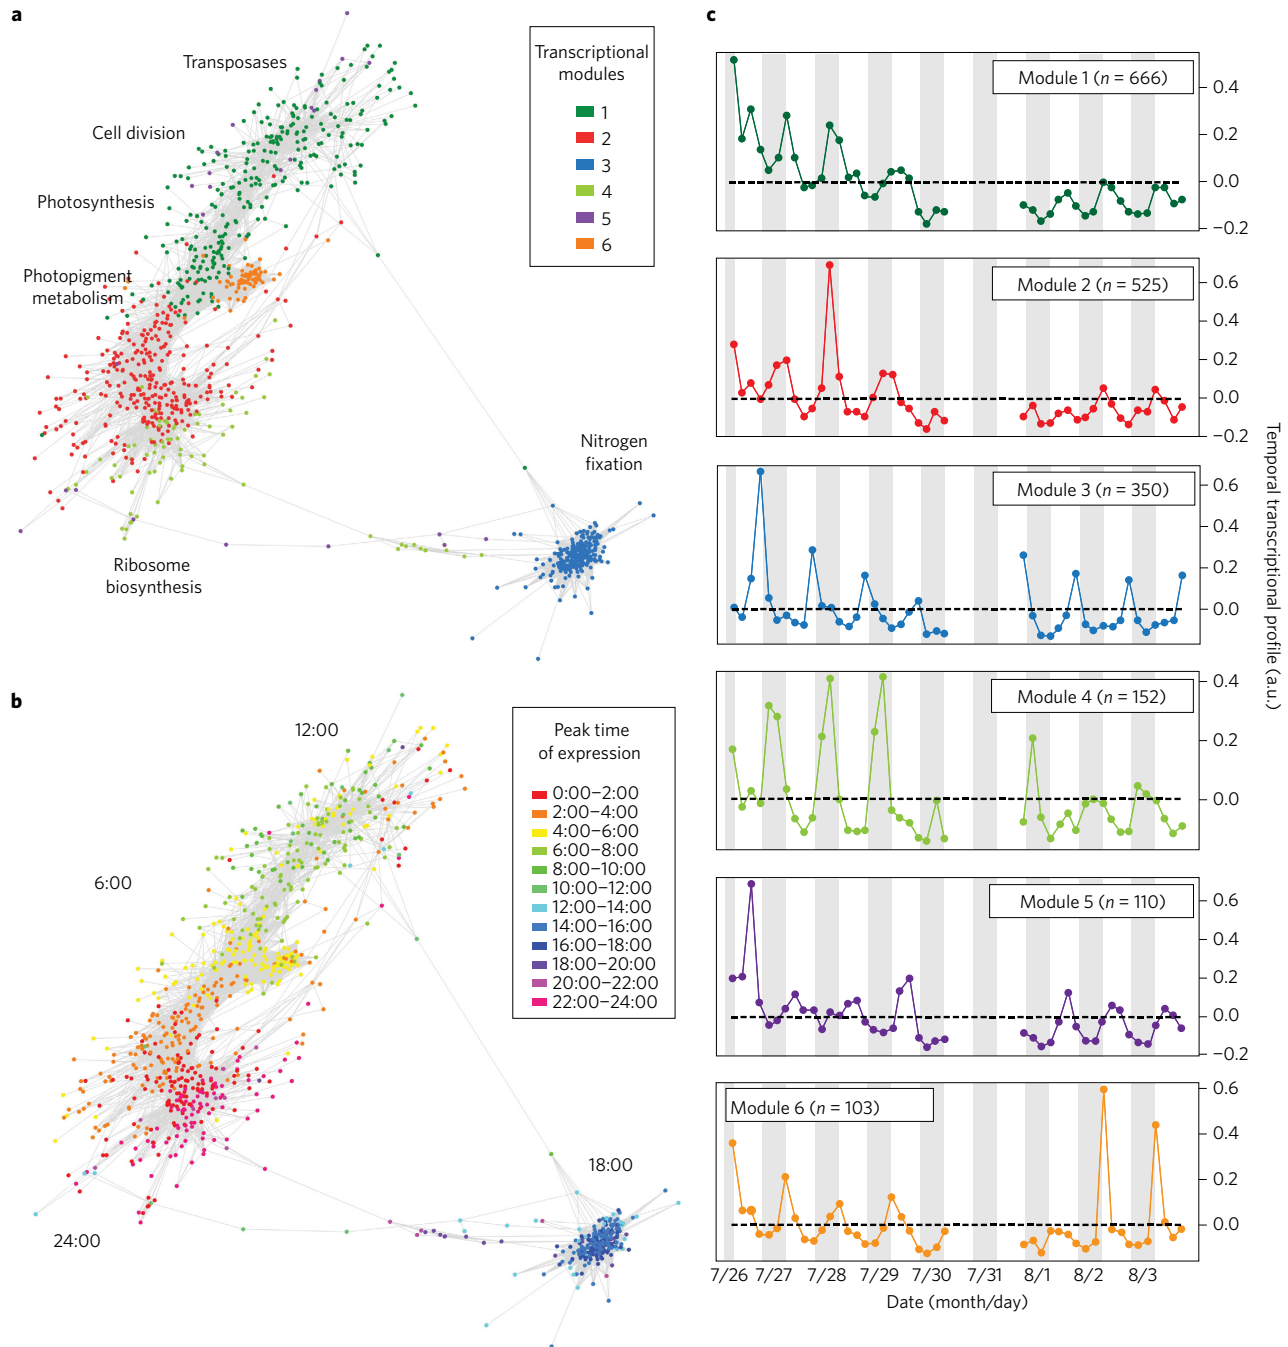 a
Transposases
Cell division
Photosynthesis
Photopigment
metabolism
Ribosome
biosynthesis
Nitrogen
fixation
Transcriptional
modules
1
2
3
4
5
6
b
12:00
6:00
24:00
18:00
Peak time
of expression
0:00–2:00
2:00–4:00
4:00–6:00
6:00–8:00
8:00–10:00
10:00–12:00
12:00–14:00
14:00–16:00
16:00–18:00
18:00–20:00
20:00–22:00
22:00–24:00
c
Module 1 (n = 666)
0.4
0.2
0.0
−0.2
Module 2 (n = 525)
0.6
0.4
0.2
0.0
−0.2
Module 3 (n = 350)
0.6
0.4
0.2
0.0
Module 4 (n = 152)
0.4
0.2
0.0
Module 5 (n = 110)
0.6
0.4
0.2
0.0
−0.2
Module 6 (n = 103)
0.6
0.4
0.2
0.0
7/26 7/27 7/28 7/29 7/30 7/31 8/1 8/2 8/3
Date (month/day)
Temporal transcriptional profile (a.u.)